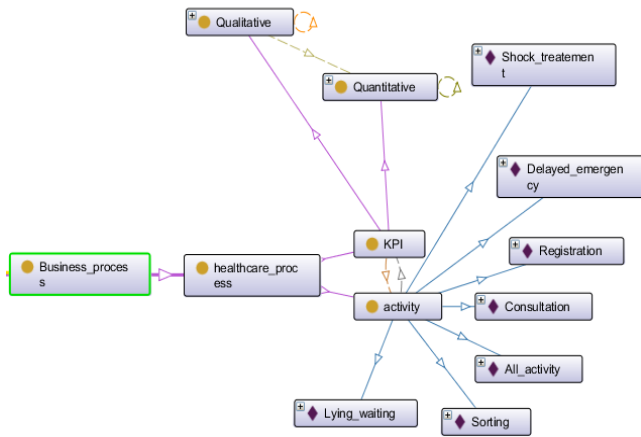 Qualitative
Quantitative
Shock_treatemen
t
Delayed_emergen
cy
KPI
Registration
Business_proces
s
healthcare_proc
ess
activity
Consultation
All_activity
Lying_waiting
Sorting